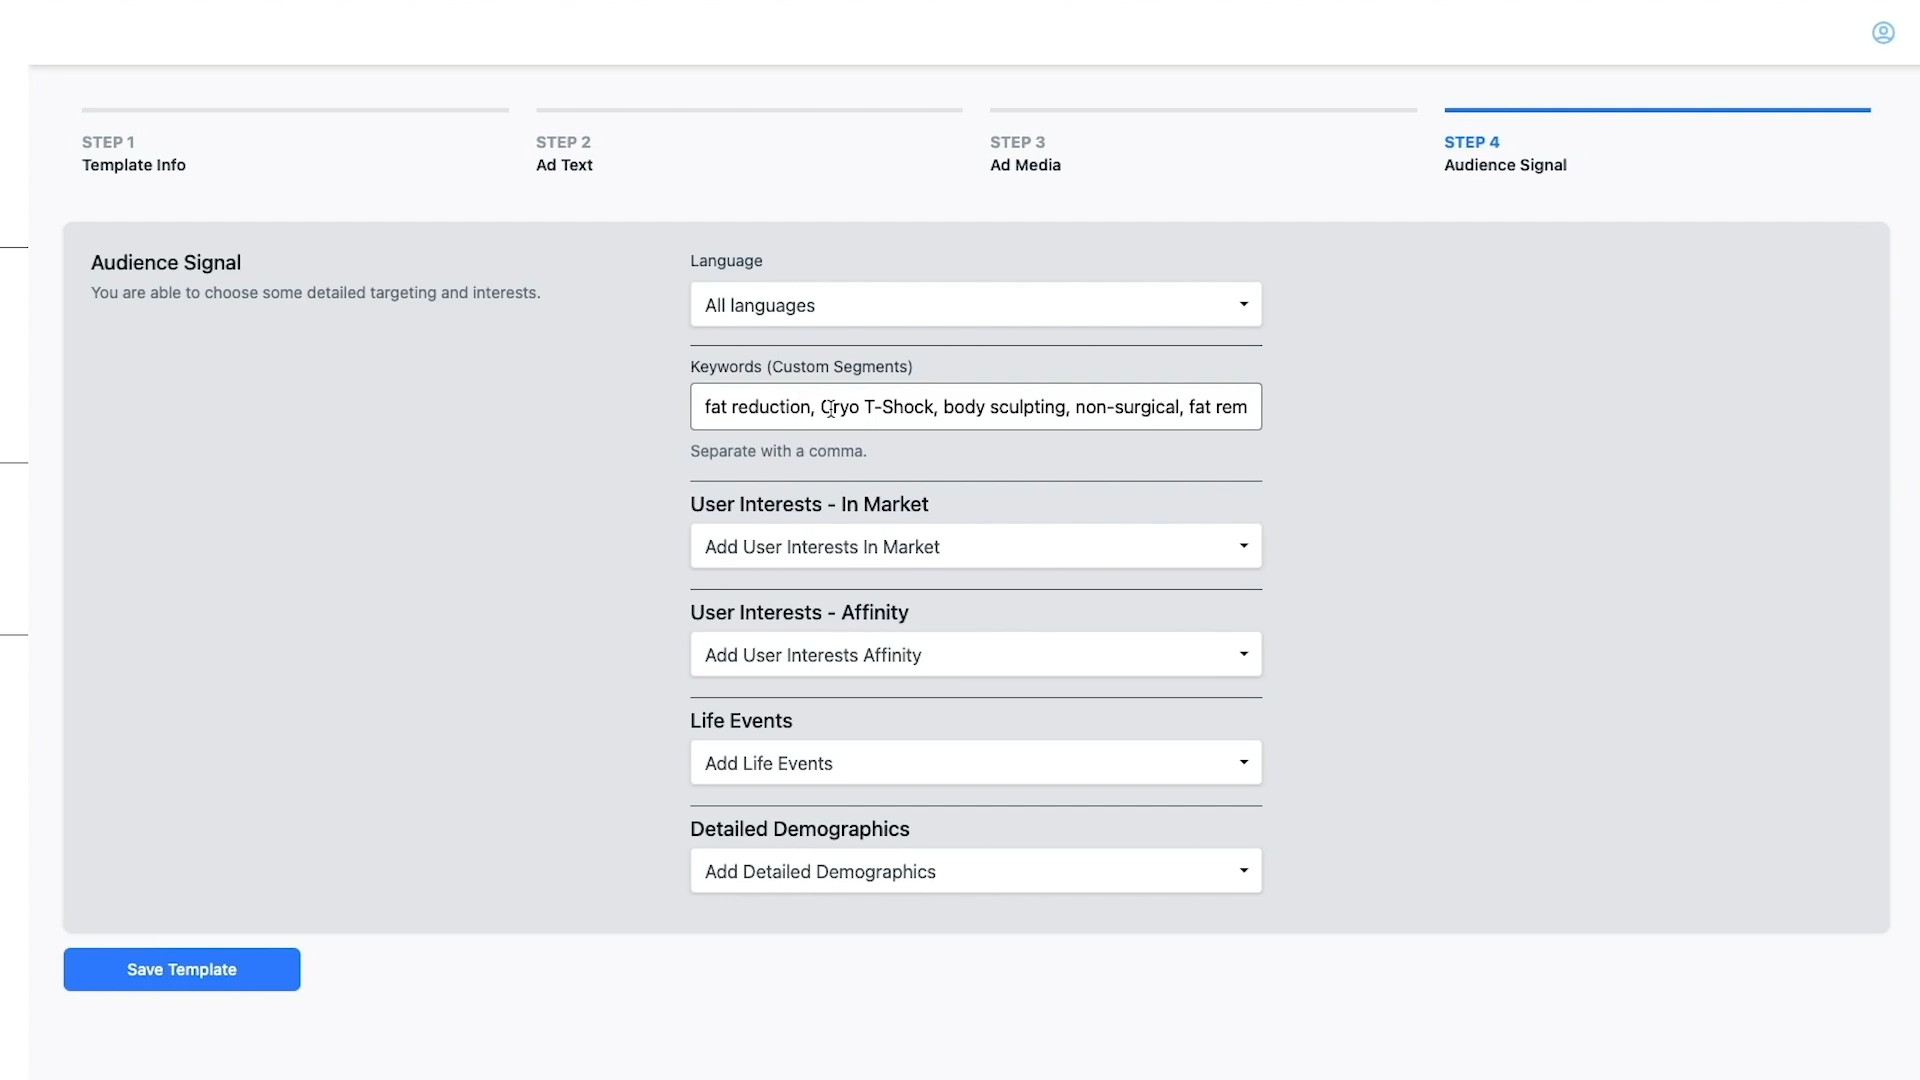 STEP 1
Template Info
STEP 2
Ad Text
STEP 3
Ad Media
STEP 4
Audience Signal
Audience Signal
You are able to choose some detailed targeting and interests.
Language
All languages
Keywords (Custom Segments)
fat reduction, Cryo T-Shock, body sculpting, non-surgical, fat rem
Separate with a comma.
User Interests - In Market
Add User Interests In Market
User Interests - Affinity
Add User Interests Affinity
Life Events
Add Life Events
Detailed Demographics
Add Detailed Demographics
Save Template